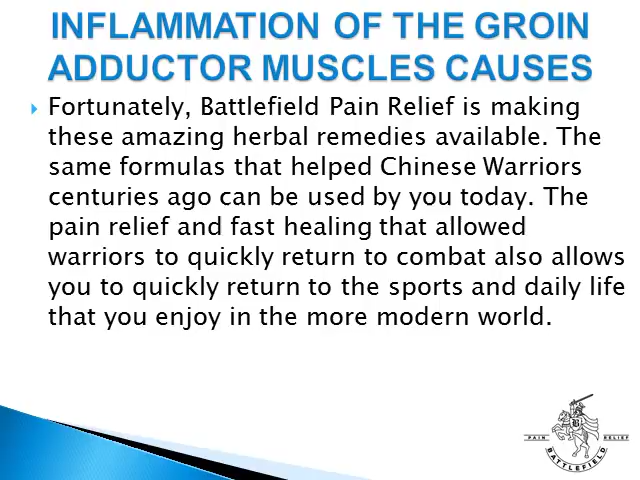 INFLAMMATION OF THE GROIN
ADDUCTOR MUSCLES CAUSES
Fortunately, Battlefield Pain Relief is making
these amazing herbal remedies available. The
same formulas that helped Chinese Warriors
centuries ago can be used by you today. The
pain relief and fast healing that allowed
warriors to quickly return to combat also allows
you to quickly return to the sports and daily life
that you enjoy in the more modern world.
PAIN RELIEF
BATTLEFIELD